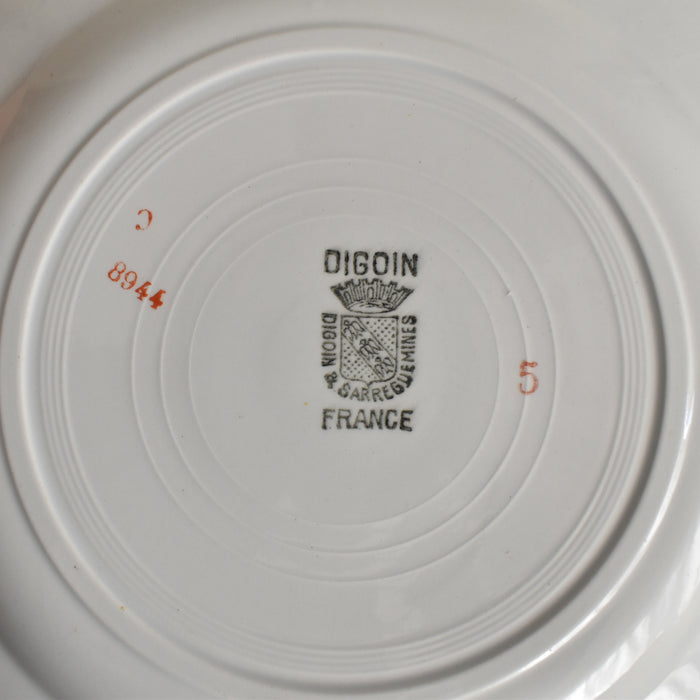 DIGOIN
DIGOIN & SARREGUEMINES
FRANCE
C
8944
5